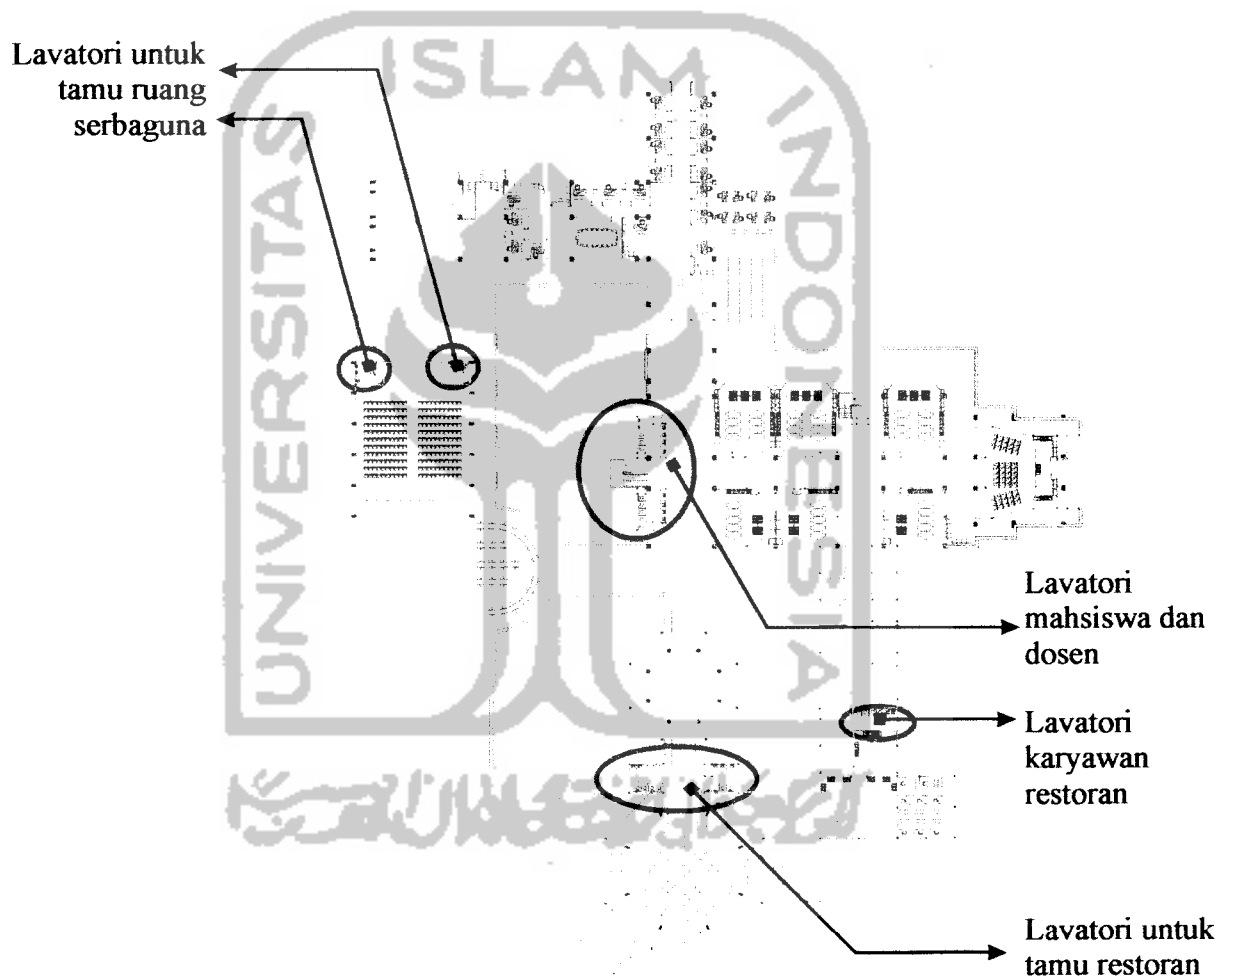 Lavatori untuk
tamu ruang
serbaguna
ISLAM
UNIVERSITAS
INDONESIA
Lavatori
mahsiswa dan
dosen
Lavatori
karyawan
restoran
Lavatori untuk
tamu restoran